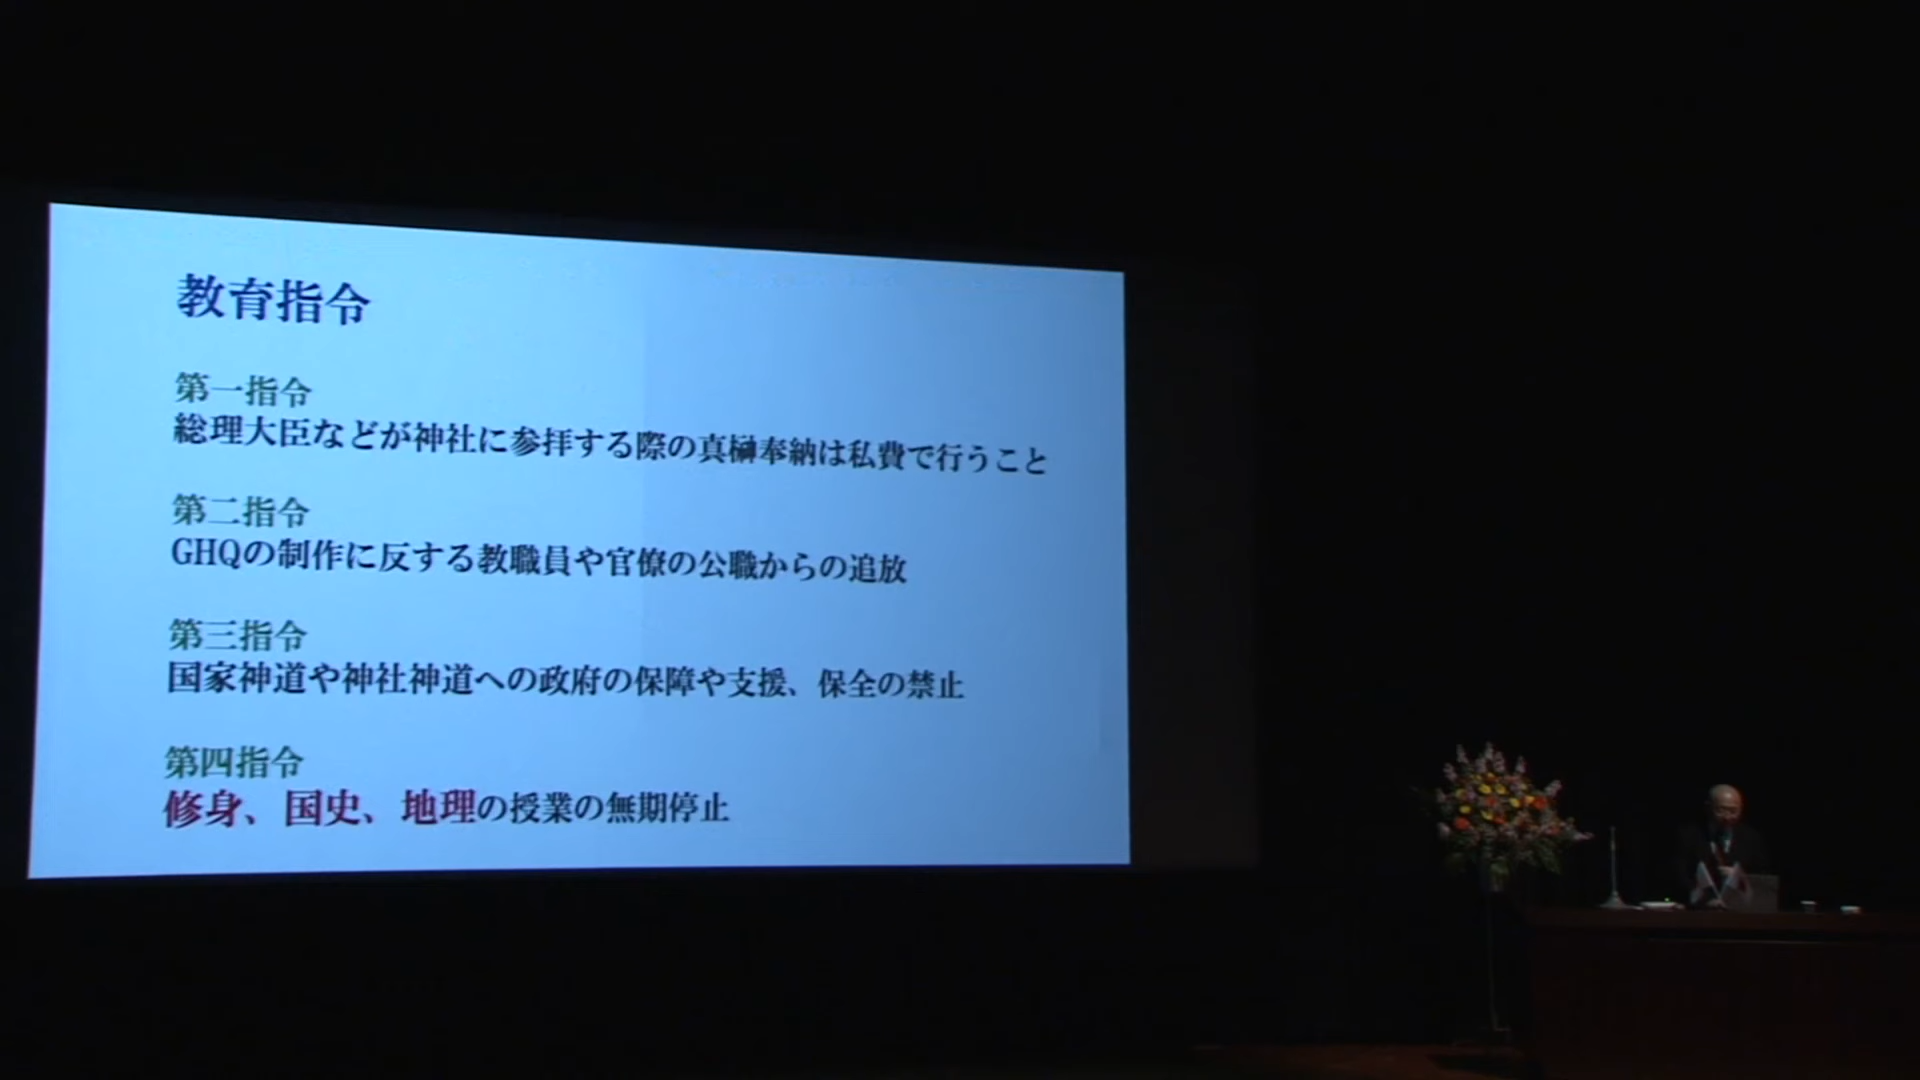 教育指令
第一指令
総理大臣などが神社に参拝する際の真榊奉納は私費で行うこと
第二指令
GHQの制作に反する教職員や官僚の公職からの追放
第三指令
国家神道や神社神道への政府の保障や支援、保全の禁止
第四指令
修身、国史、地理の授業の無期停止